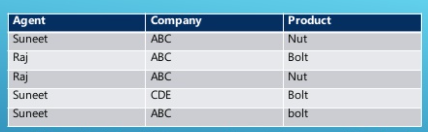 Agent Company Product
Suneet ABC Nut
Raj ABC Bolt
Raj ABC Nut
Suneet CDE Bolt
Suneet ABC bolt